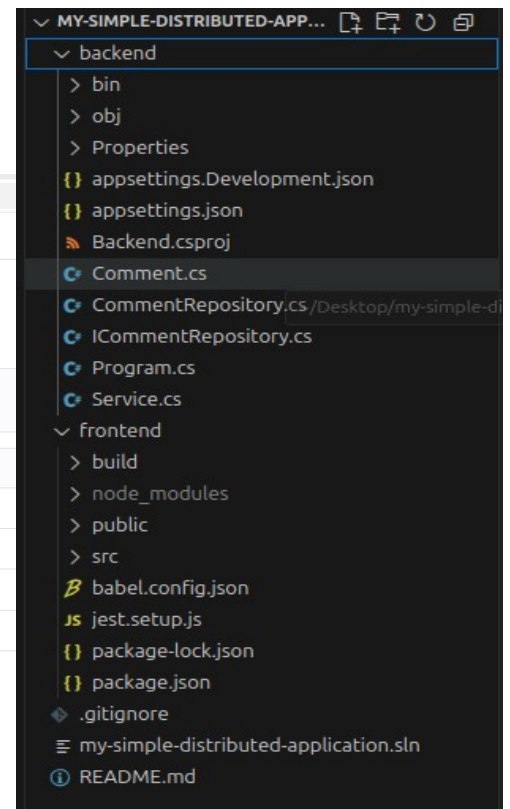 MY-SIMPLE-DISTRIBUTED-APP...
backend
bin
obj
Properties
{} appsettings.Development.json
{} appsettings.json
Backend.csproj
C# Comment.cs
C# CommentRepository.cs /Desktop/my-simple-di
C# ICommentRepository.cs
C# Program.cs
C# Service.cs
frontend
build
node_modules
public
src
babel.config.json
JS jest.setup.js
{} package-lock.json
{} package.json
.gitignore
my-simple-distributed-application.sln
README.md